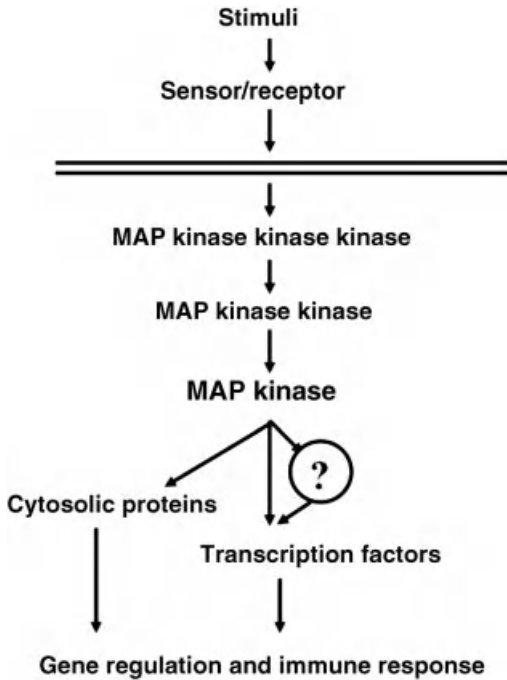 Stimuli
Sensor/receptor
MAP kinase kinase kinase
MAP kinase kinase
MAP kinase
?
Cytosolic proteins
Transcription factors
Gene regulation and immune response